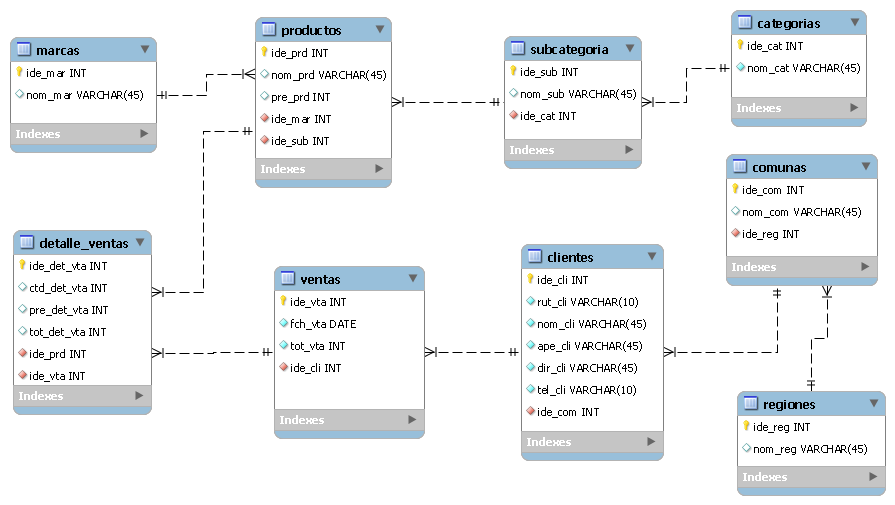 marcas
ide_mar INT
nom_mar VARCHAR(45)
Indexes
productos
ide_prd INT
nom_prd VARCHAR(45)
pre_prd INT
ide_mar INT
ide_sub INT
Indexes
subcategoria
ide_sub INT
nom_sub VARCHAR(45)
ide_cat INT
Indexes
categorias
ide_cat INT
nom_cat VARCHAR(45)
Indexes
comunas
ide_com INT
nom_com VARCHAR(45)
ide_reg INT
Indexes
detalle_ventas
ide_det_vta INT
ctd_det_vta INT
pre_det_vta INT
tot_det_vta INT
ide_prd INT
ide_vta INT
Indexes
ventas
ide_vta INT
fch_vta DATE
tot_vta INT
ide_cli INT
Indexes
clientes
ide_cli INT
rut_cli VARCHAR(10)
nom_cli VARCHAR(45)
ape_cli VARCHAR(45)
dir_cli VARCHAR(45)
tel_cli VARCHAR(10)
ide_com INT
Indexes
regiones
ide_reg INT
nom_reg VARCHAR(45)
Indexes